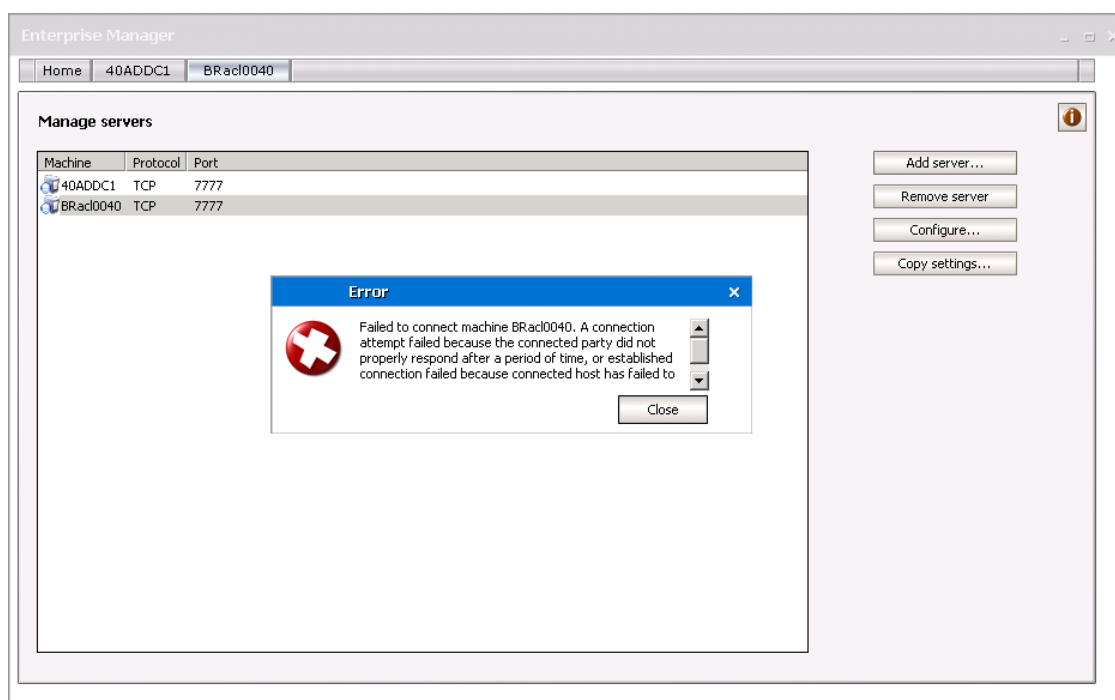 Enterprise Manager
Home 40ADDC1 BRacl0040
Manage servers
Machine Protocol Port
40ADDC1 TCP 7777
BRacl0040 TCP 7777
Add server...
Remove server
Configure...
Copy settings...
Error
Failed to connect machine BRacl0040. A connection
attempt failed because the connected party did not
properly respond after a period of time, or established
connection failed because connected host has failed to
Close